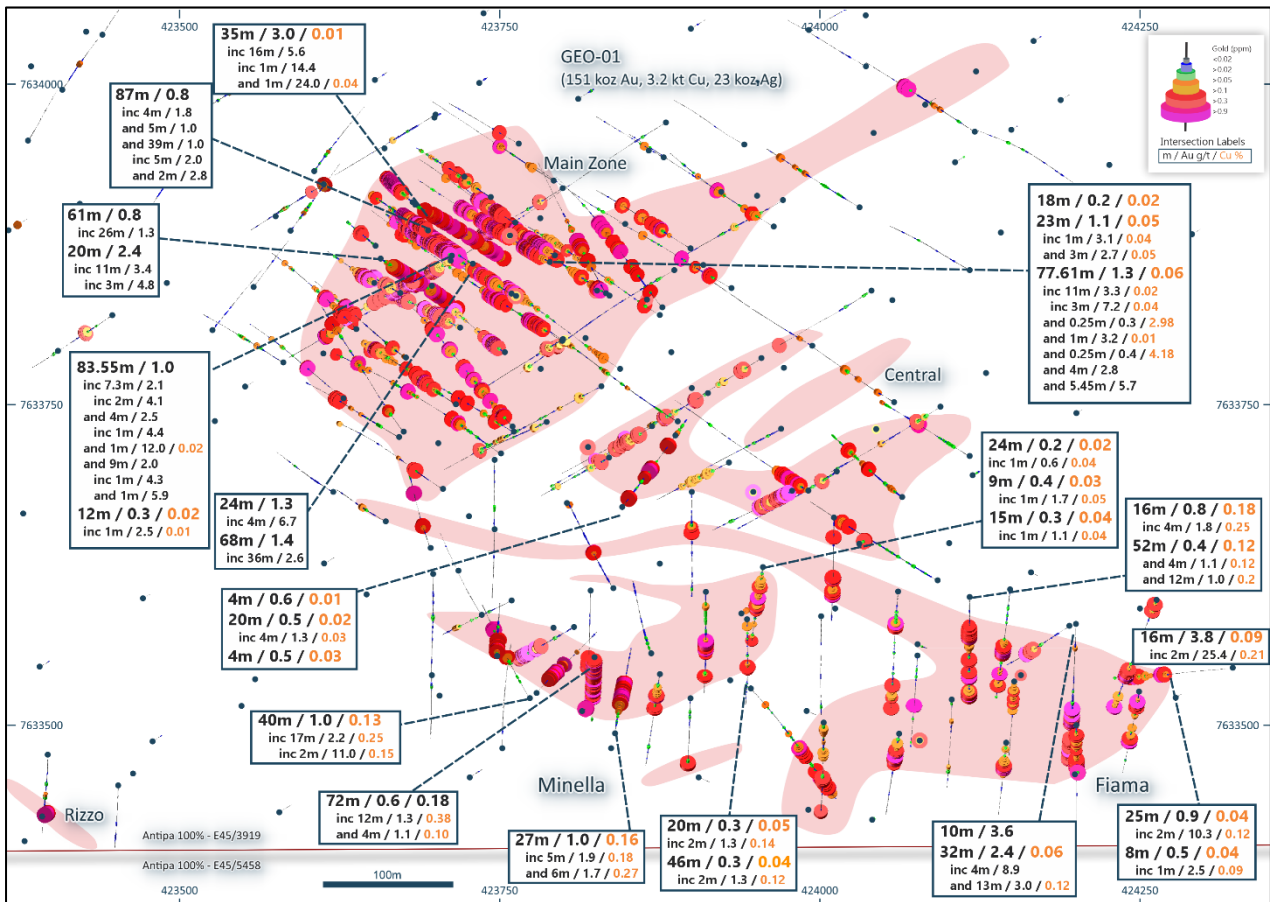 423500
423750
424000
424250
7634000
7633750
7633500
7633750
7633500
35m / 3.0 / 0.01
inc 16m / 5.6
inc 1m / 14.4
and 1m / 24.0 / 0.04
GEO-01
(151 koz Au, 3.2 kt Cu, 23 koz Ag)
Gold (ppm)
<0.02
>0.02
>0.05
>0.1
>0.3
>0.9
Intersection Labels
m / Au g/t / Cu %
87m / 0.8
inc 4m / 1.8
and 5m / 1.0
and 39m / 1.0
inc 5m / 2.0
and 2m / 2.8
Main Zone
61m / 0.8
inc 26m / 1.3
20m / 2.4
inc 11m / 3.4
inc 3m / 4.8
18m / 0.2 / 0.02
23m / 1.1 / 0.05
inc 1m / 3.1 / 0.04
and 3m / 2.7 / 0.05
77.61m / 1.3 / 0.06
inc 11m / 3.3 / 0.02
inc 3m / 7.2 / 0.04
and 0.25m / 0.3 / 2.98
and 1m / 3.2 / 0.01
and 0.25m / 0.4 / 4.18
and 4m / 2.8
and 5.45m / 5.7
83.55m / 1.0
inc 7.3m / 2.1
inc 2m / 4.1
and 4m / 2.5
inc 1m / 4.4
and 1m / 12.0 / 0.02
and 9m / 2.0
inc 1m / 4.3
and 1m / 5.9
12m / 0.3 / 0.02
inc 1m / 2.5 / 0.01
Central
24m / 1.3
inc 4m / 6.7
68m / 1.4
inc 36m / 2.6
24m / 0.2 / 0.02
inc 1m / 0.6 / 0.04
9m / 0.4 / 0.03
inc 1m / 1.7 / 0.05
15m / 0.3 / 0.04
inc 1m / 1.1 / 0.04
16m / 0.8 / 0.18
inc 4m / 1.8 / 0.25
52m / 0.4 / 0.12
and 4m / 1.1 / 0.12
and 12m / 1.0 / 0.2
4m / 0.6 / 0.01
20m / 0.5 / 0.02
inc 4m / 1.3 / 0.03
4m / 0.5 / 0.03
16m / 3.8 / 0.09
inc 2m / 25.4 / 0.21
40m / 1.0 / 0.13
inc 17m / 2.2 / 0.25
inc 2m / 11.0 / 0.15
Minella
Fiama
Rizzo
72m / 0.6 / 0.18
inc 12m / 1.3 / 0.38
and 4m / 1.1 / 0.10
27m / 1.0 / 0.16
inc 5m / 1.9 / 0.18
and 6m / 1.7 / 0.27
20m / 0.3 / 0.05
inc 2m / 1.3 / 0.14
46m / 0.3 / 0.04
inc 2m / 1.3 / 0.12
10m / 3.6
32m / 2.4 / 0.06
inc 4m / 8.9
and 13m / 3.0 / 0.12
25m / 0.9 / 0.04
inc 2m / 10.3 / 0.12
8m / 0.5 / 0.04
inc 1m / 2.5 / 0.09
Antipa 100% - E45/3919
Antipa 100% - E45/5458
100m
423500
423750
424000
424250